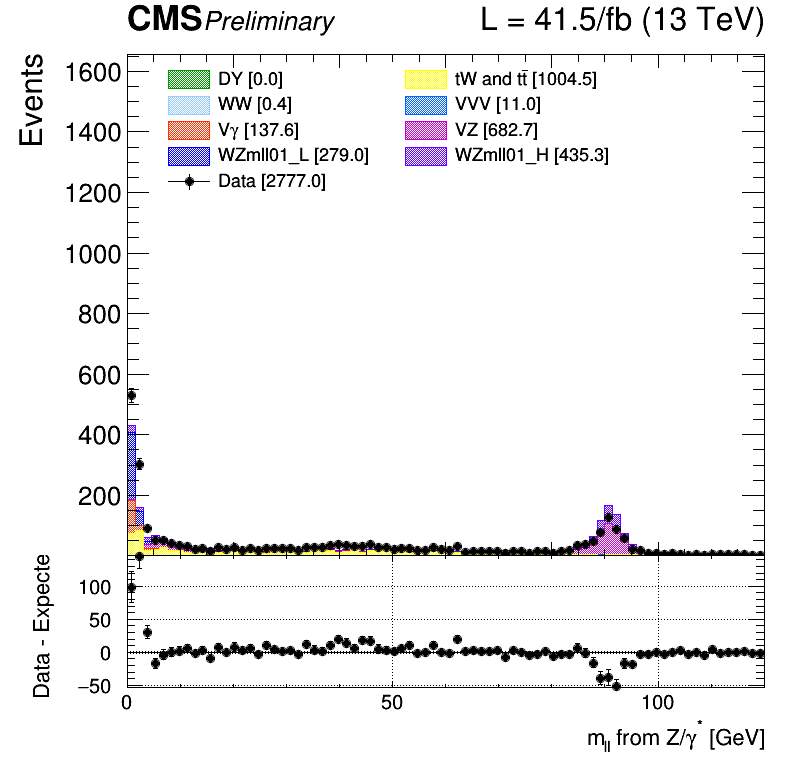 CMS Preliminary L = 41.5/fb (13 TeV)
Events
1600
1400
1200
1000
800
600
400
200
DY [0.0]
tW and tt̄ [1004.5]
WW [0.4]
VVV [11.0]
Vγ [137.6]
VZ [682.7]
WZmll01_L [279.0]
WZmll01_H [435.3]
Data [2777.0]
Data - Expecte
100
50
0
−50
0 50 100
m_ll from Z/γ* [GeV]